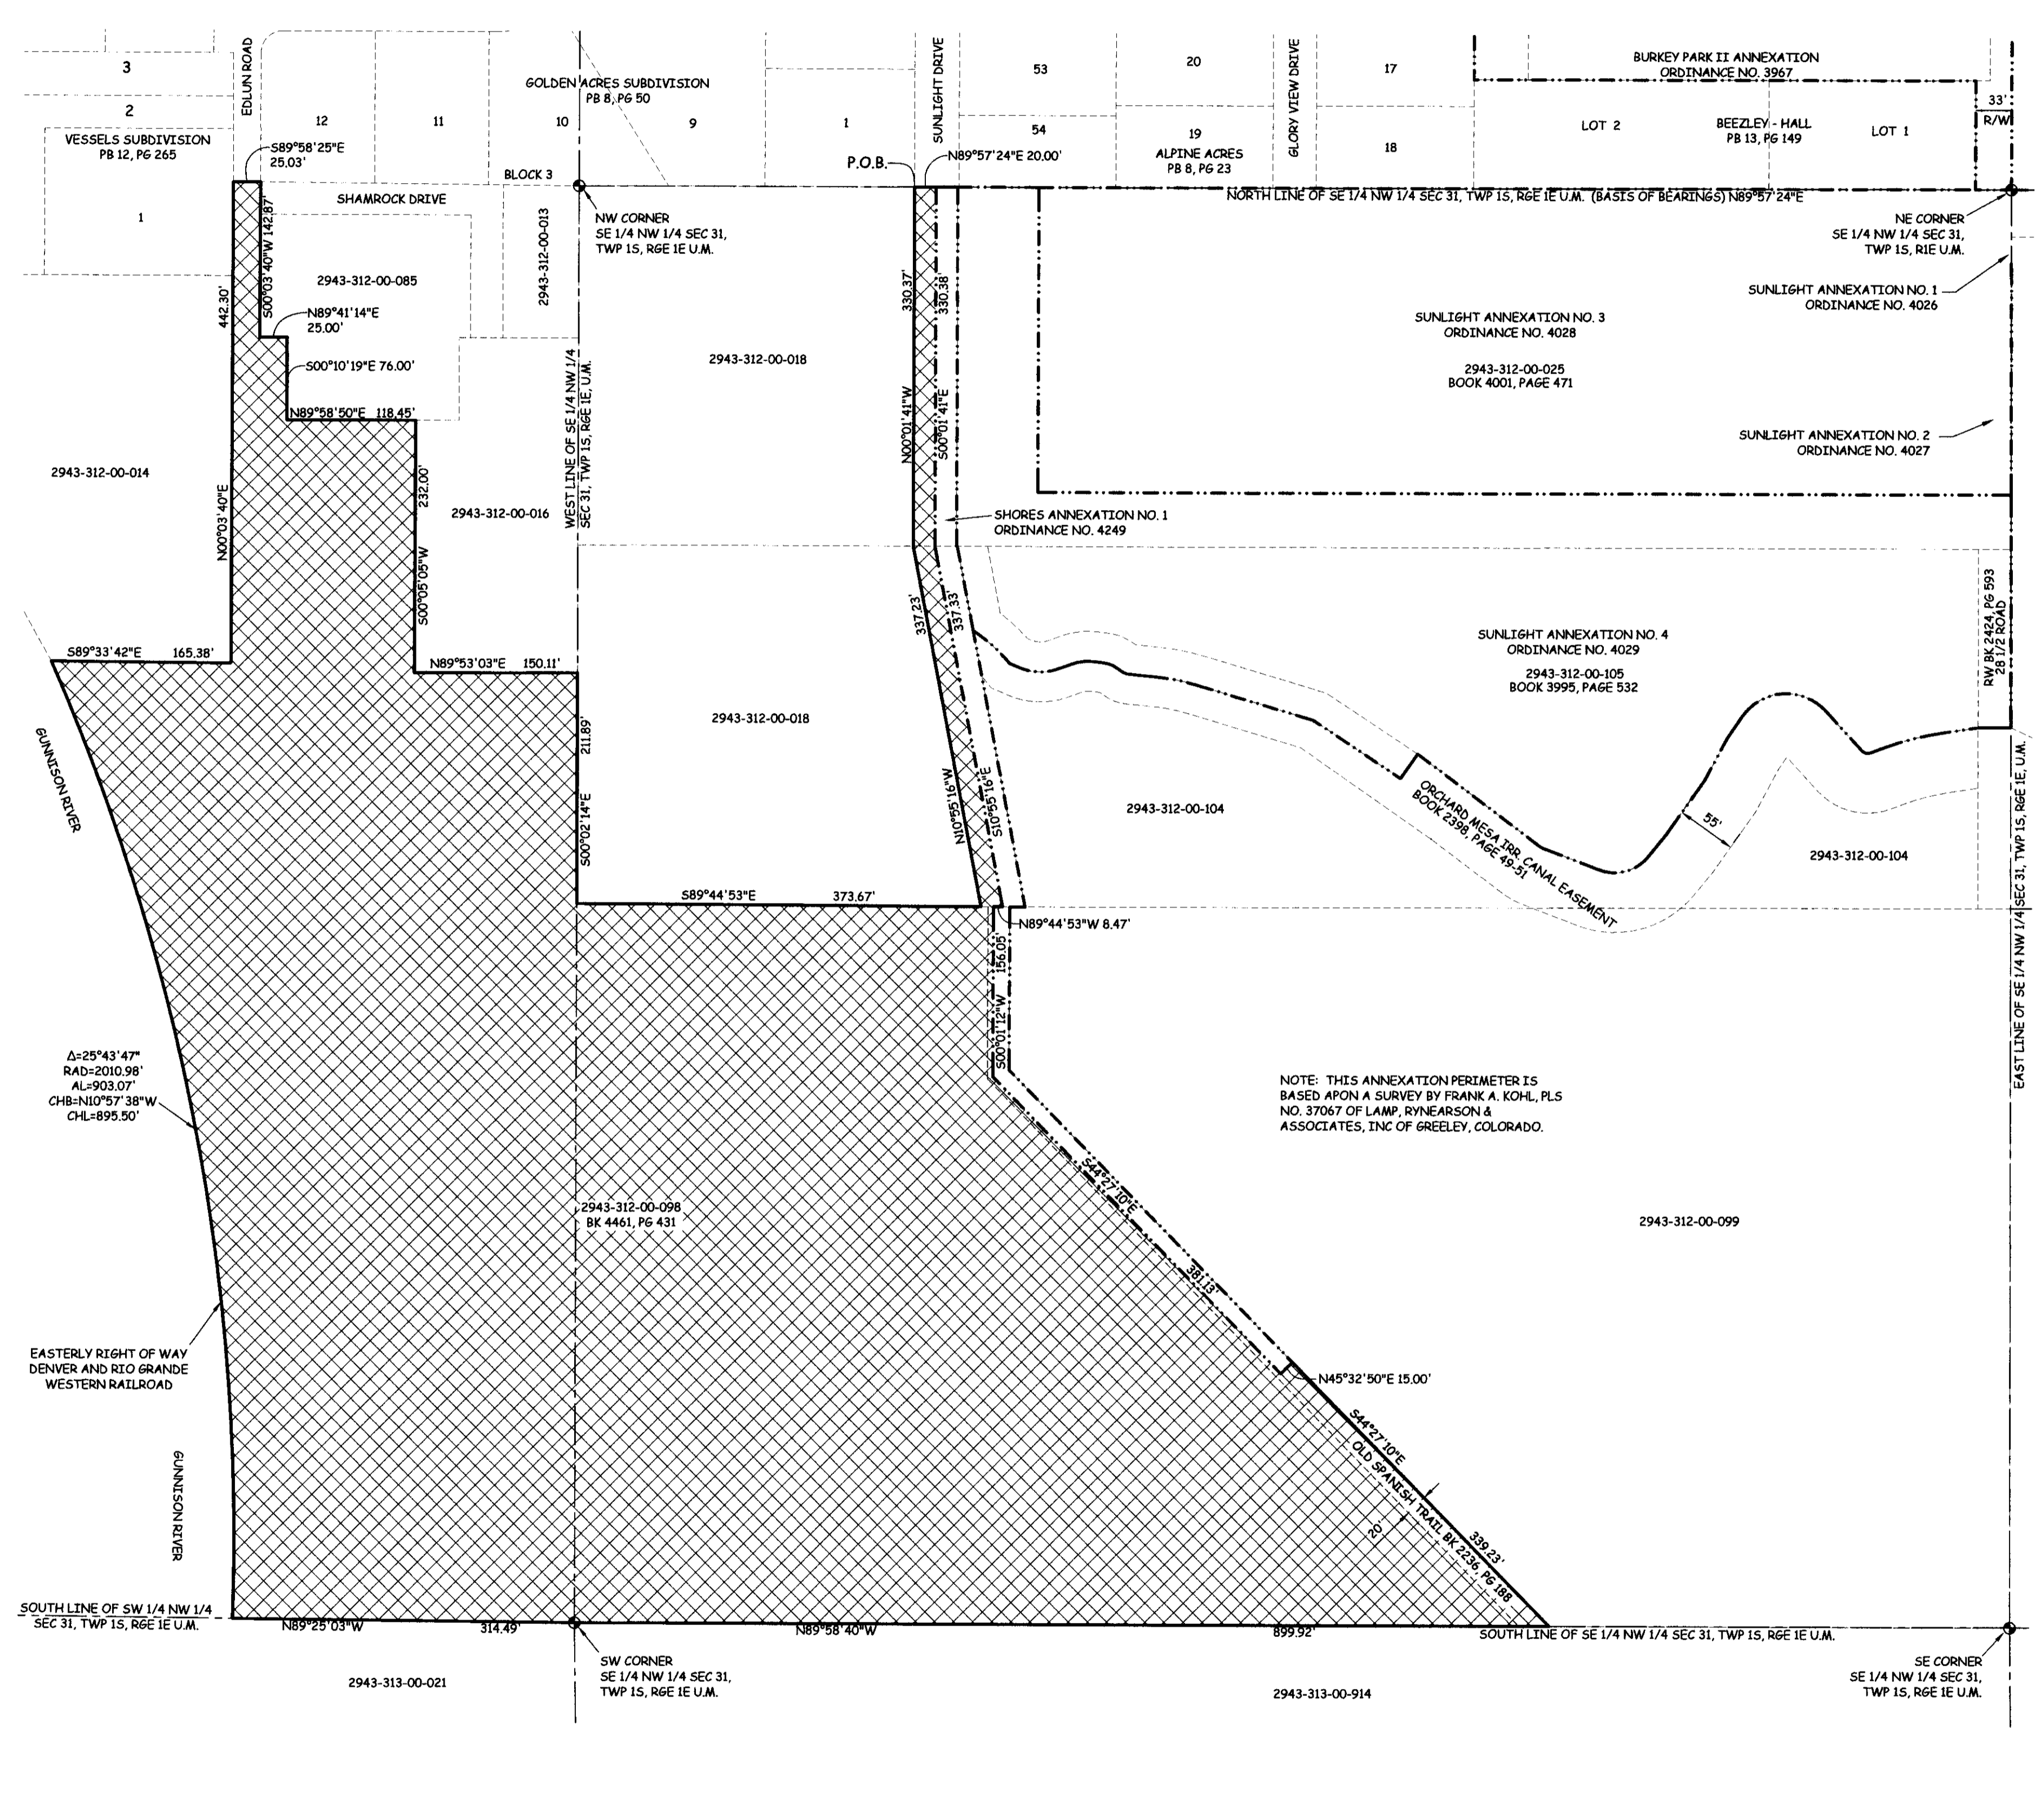 3
2
VESSELS SUBDIVISION
PB 12, PG 265
1
EDLUN ROAD
12
11
10
GOLDEN ACRES SUBDIVISION
PB 8, PG 50
9
1
BLOCK 3
SUNLIGHT DRIVE
53
54
20
19
ALPINE ACRES
PB 8, PG 23
GLORY VIEW DRIVE
17
18
BURKEY PARK II ANNEXATION
ORDINANCE NO. 3967
LOT 2
BEEZLEY - HALL
PB 13, PG 149
LOT 1
33'
R/W
S89°58'25"E
25.03'
P.O.B.
N89°57'24"E 20.00'
SHAMROCK DRIVE
NORTH LINE OF SE 1/4 NW 1/4 SEC 31, TWP 1S, RGE 1E U.M. (BASIS OF BEARINGS) N89°57'24"E
NW CORNER
SE 1/4 NW 1/4 SEC 31,
TWP 1S, RGE 1E U.M.
NE CORNER
SE 1/4 NW 1/4 SEC 31,
TWP 1S, R1E U.M.
S00°03'40"W 142.87'
2943-312-00-085
2943-312-00-013
442.30'
N00°03'40"E
N89°41'14"E
25.00'
S00°10'19"E 76.00'
N89°58'50"E 118.45'
2943-312-00-014
232.00'
S00°05'05"W
2943-312-00-016
WEST LINE OF SE 1/4 NW 1/4
SEC 31, TWP 1S, RGE 1E, U.M.
2943-312-00-018
330.37'
N00°01'41"W
330.38'
S00°01'41"E
SUNLIGHT ANNEXATION NO. 1
ORDINANCE NO. 4026
SUNLIGHT ANNEXATION NO. 3
ORDINANCE NO. 4028
2943-312-00-025
BOOK 4001, PAGE 471
SUNLIGHT ANNEXATION NO. 2
ORDINANCE NO. 4027
SHORES ANNEXATION NO. 1
ORDINANCE NO. 4249
S89°33'42"E 165.38'
N89°53'03"E 150.11'
211.89'
S00°02'14"E
2943-312-00-018
337.23'
N10°55'16"W
337.33'
S10°55'16"E
SUNLIGHT ANNEXATION NO. 4
ORDINANCE NO. 4029
2943-312-00-105
BOOK 3995, PAGE 532
RW BK 2424, PG 593
28 1/2 ROAD
GUNNISON RIVER
2943-312-00-104
ORCHARD MESA IRR. CANAL EASEMENT
BOOK 2398, PAGE 49-51
55'
2943-312-00-104
EAST LINE OF SE 1/4 NW 1/4 SEC 31, TWP 1S, RGE 1E, U.M.
S89°44'53"E 373.67'
N89°44'53"W 8.47'
156.05'
S00°01'12"W
Δ=25°43'47"
RAD=2010.98'
AL=903.07'
CHB=N10°57'38"W
CHL=895.50'
NOTE: THIS ANNEXATION PERIMETER IS
BASED APON A SURVEY BY FRANK A. KOHL, PLS
NO. 37067 OF LAMP, RYNEARSON &
ASSOCIATES, INC OF GREELEY, COLORADO.
S44°27'10"E
381.13'
2943-312-00-098
BK 4461, PG 431
2943-312-00-099
EASTERLY RIGHT OF WAY
DENVER AND RIO GRANDE
WESTERN RAILROAD
N45°32'50"E 15.00'
S44°27'10"E
339.23'
OLD SPANISH TRAIL BK 2236, PG 188
20'
GUNNISON RIVER
SOUTH LINE OF SW 1/4 NW 1/4
SEC 31, TWP 1S, RGE 1E U.M.
N89°25'03"W 314.49'
N89°58'40"W 899.92'
SOUTH LINE OF SE 1/4 NW 1/4 SEC 31, TWP 1S, RGE 1E U.M.
SW CORNER
SE 1/4 NW 1/4 SEC 31,
TWP 1S, RGE 1E U.M.
SE CORNER
SE 1/4 NW 1/4 SEC 31,
TWP 1S, RGE 1E U.M.
2943-313-00-021
2943-313-00-914